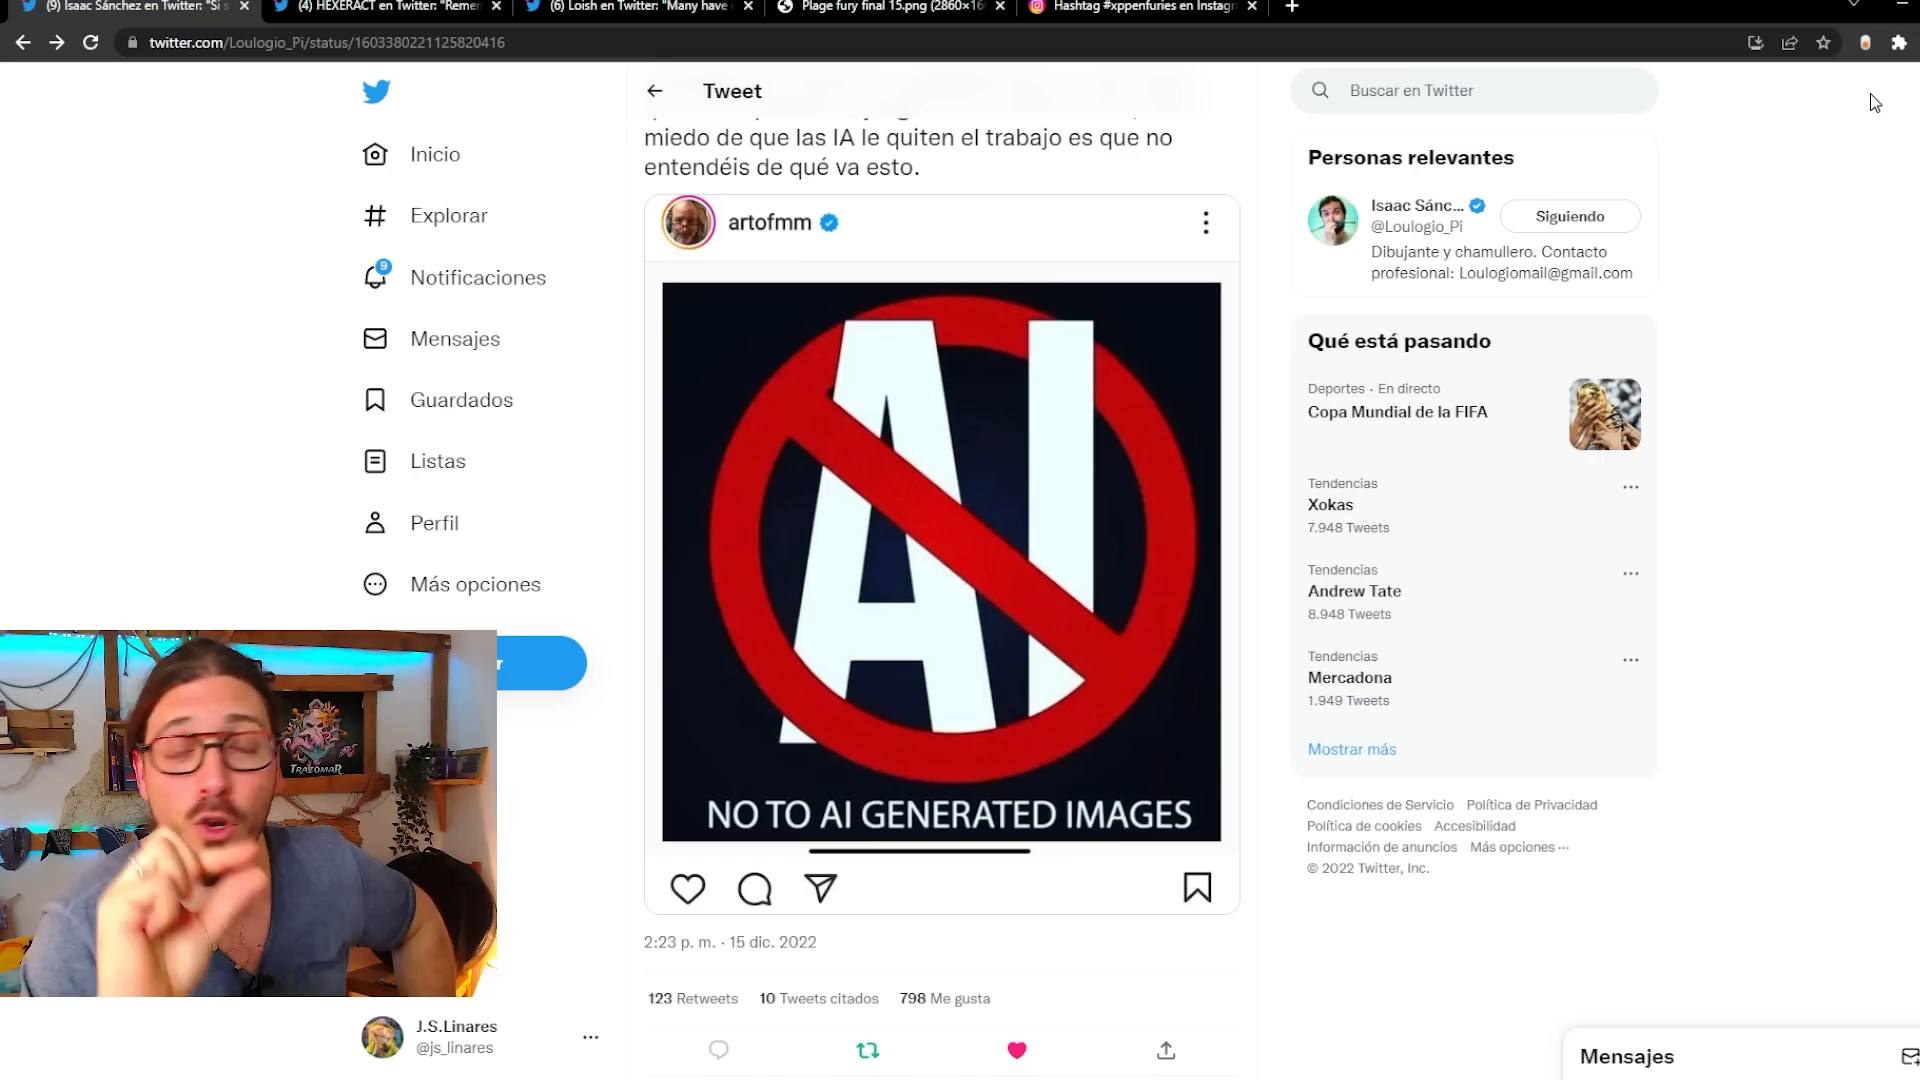 (9) Isaac Sánchez en Twitter: "Si s
(4) HEXERACT en Twitter: "Remem
(6) Loish en Twitter: "Many have
Plage fury final 15.png (2860×16
Hashtag #xppenfuries en Instagra
twitter.com/Loulogio_Pi/status/1603380221125820416
Inicio
Explorar
9
Notificaciones
Mensajes
Guardados
Listas
Perfil
Más opciones
r
TRAZOMAR
J.S.Linares
@js_linares
Tweet
miedo de que las IA le quiten el trabajo es que no
entendéis de qué va esto.
artofmm
AI
NO TO AI GENERATED IMAGES
2:23 p. m. · 15 dic. 2022
123 Retweets 10 Tweets citados 798 Me gusta
Buscar en Twitter
Personas relevantes
Isaac Sánc...
@Loulogio_Pi
Siguiendo
Dibujante y chamullero. Contacto
profesional: Loulogiomail@gmail.com
Qué está pasando
Deportes · En directo
Copa Mundial de la FIFA
Tendencias
Xokas
7.948 Tweets
Tendencias
Andrew Tate
8.948 Tweets
Tendencias
Mercadona
1.949 Tweets
Mostrar más
Condiciones de Servicio Política de Privacidad
Política de cookies Accesibilidad
Información de anuncios Más opciones ···
© 2022 Twitter, Inc.
Mensajes